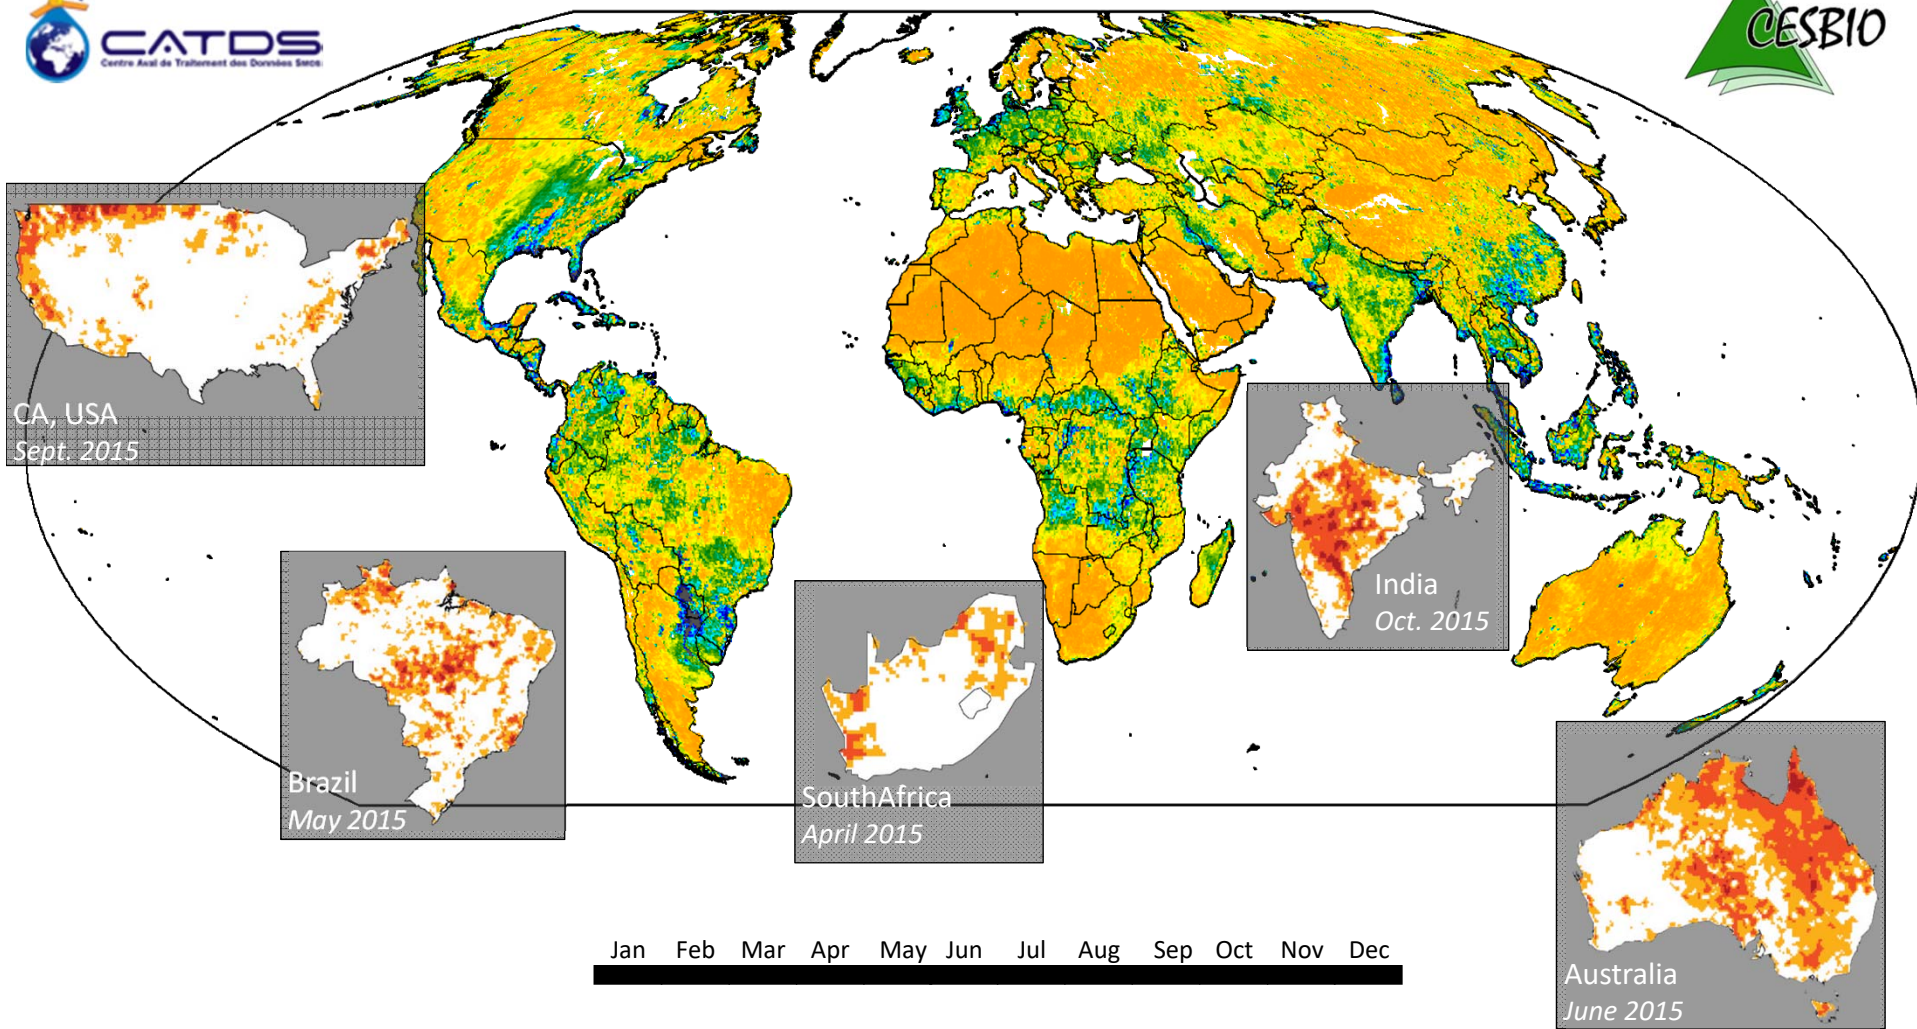 CATDS
Centre Aval de Traitement des Données SMOS
CESBIO
CA, USA
Sept. 2015
India
Oct. 2015
Brazil
May 2015
SouthAfrica
April 2015
Jan Feb Mar Apr May Jun Jul Aug Sep Oct Nov Dec
Australia
June 2015